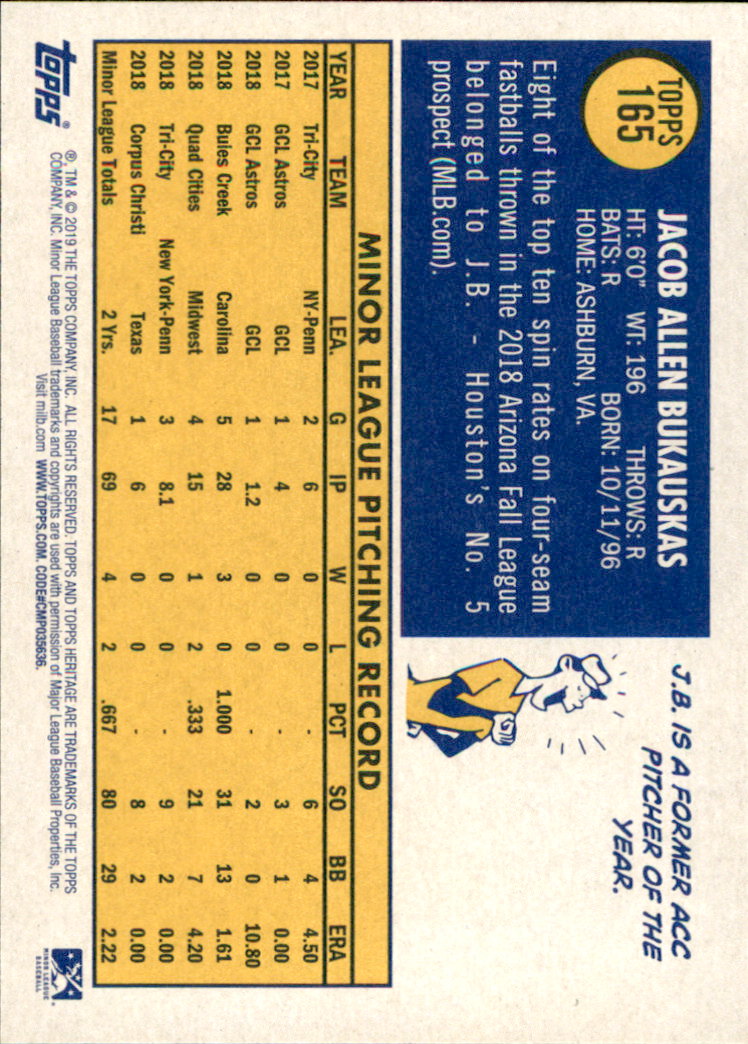 TOPPS
165
JACOB ALLEN BUKAUSKAS
HT: 6'0" WT: 196 THROWS: R
BATS: R BORN: 10/11/96
HOME: ASHBURN, VA.
Eight of the top ten spin rates on four-seam
fastballs thrown in the 2018 Arizona Fall League
belonged to J.B. - Houston's No. 5
prospect (MLB.com).
J.B. IS A FORMER ACC
PITCHER OF THE
YEAR.
MINOR LEAGUE PITCHING RECORD
YEAR TEAM LEA. G IP W L PCT SO BB ERA
2017 Tri-City NY-Penn 2 6 0 0 - 6 4 4.50
2017 GCL Astros GCL 1 4 0 0 - 3 1 0.00
2018 GCL Astros GCL 1 1.2 0 0 - 2 0 10.80
2018 Buies Creek Carolina 5 28 3 0 1.000 31 13 1.61
2018 Quad Cities Midwest 4 15 1 2 .333 21 7 4.20
2018 Tri-City New York-Penn 3 8.1 0 0 - 9 2 0.00
2018 Corpus Christi Texas 1 6 0 0 - 8 2 0.00
Minor League Totals 2 Yrs. 17 69 4 2 .667 80 29 2.22
topps®
®, TM & © 2019 THE TOPPS COMPANY, INC. ALL RIGHTS RESERVED. TOPPS AND TOPPS HERITAGE ARE TRADEMARKS OF THE TOPPS
COMPANY, INC. Minor League Baseball trademarks and copyrights are used with permission of Major League Baseball Properties, Inc.
Visit milb.com WWW.TOPPS.COM. CODE#CMP035636.
MINOR LEAGUE
BASEBALL